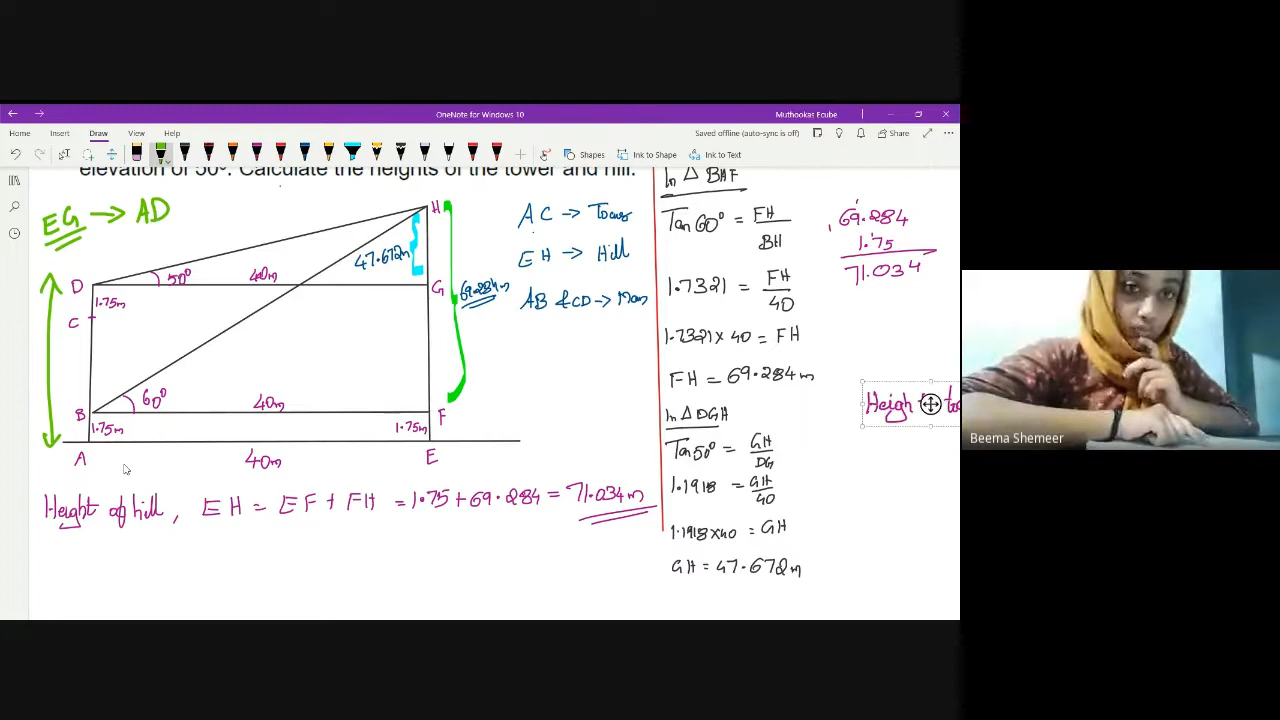 OneNote for Windows 10
Muthookas Ecube
Home Insert Draw View Help
Saved offline (auto-sync is off)
Share
Shapes
Ink to Shape
Ink to Text
elevation of 50º. Calculate the heights of the tower and hill.
EG → AD
H
47.672m
D 50° 40m G
69.284m
1.75m
C
60°
B 40m F
1.75m 1.75m
A 40m E
AC → Tower
EH → Hill
AB & CD → Man
Height of hill, EH = EF + FH = 1.75 + 69.284 = 71.034m
In Δ BHF
Tan 60° = FH
BH
1.7321 = FH
40
1.7321 x 40 = FH
FH = 69.284m
In Δ DGH
Tan 50° = GH
DG
1.1918 = GH
40
1.1918 x 40 = GH
GH = 47.672m
69.284
1.75
71.034
Heigh
Beema Shemeer